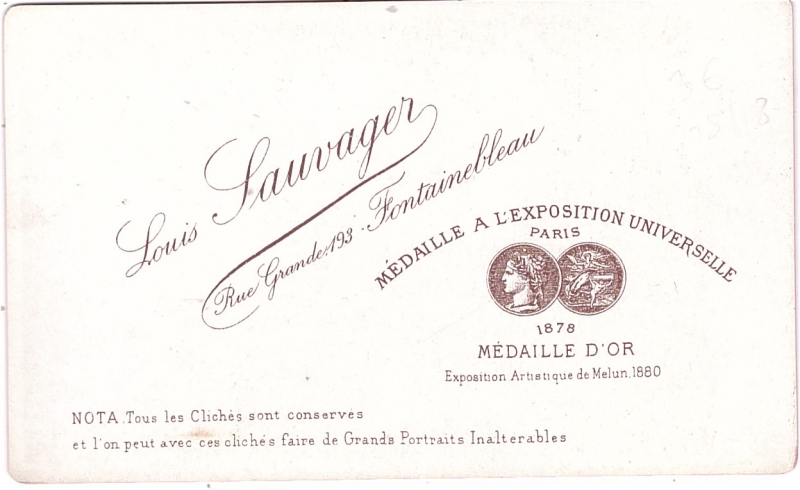 Louis Sauvager
Rue Grande.193. Fontainebleau
MÉDAILLE A L'EXPOSITION UNIVERSELLE
PARIS
1878
MÉDAILLE D'OR
Exposition Artistique de Melun.1880
NOTA.Tous les Clichés sont conservés
et l'on peut avec ces clichés faire de Grands Portraits Inalterables